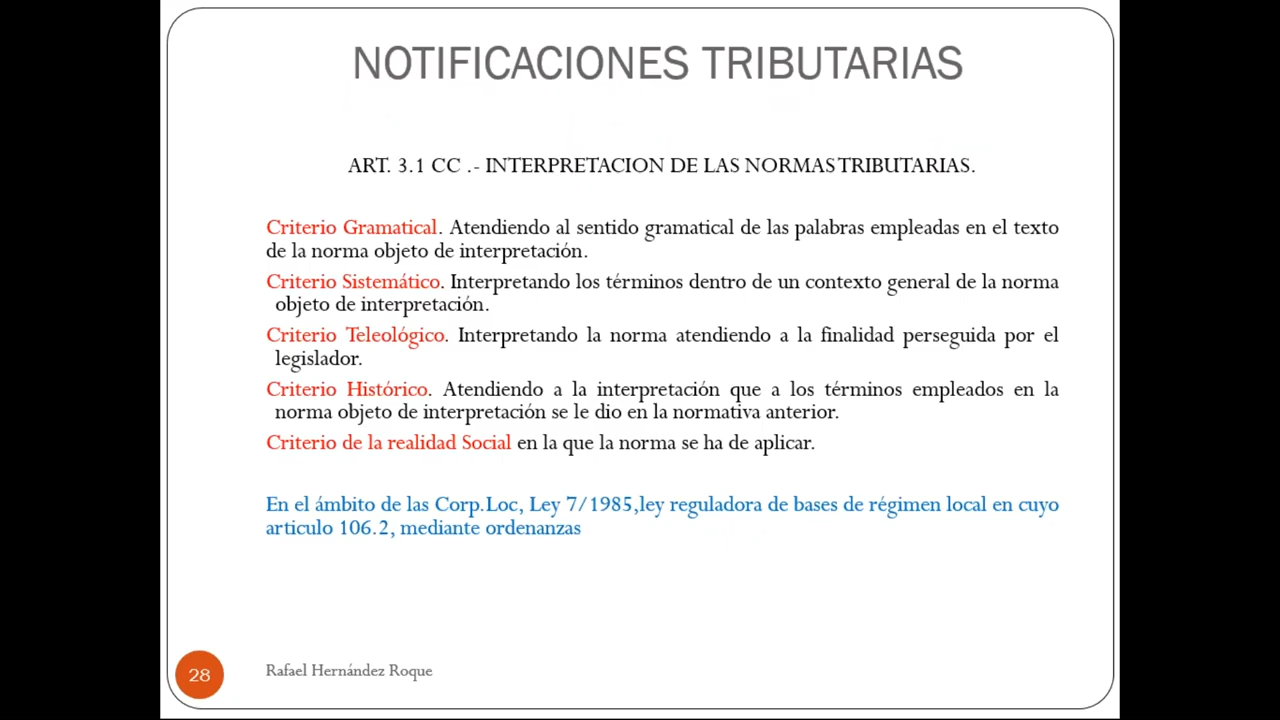 NOTIFICACIONES TRIBUTARIAS
ART. 3.1 CC .- INTERPRETACION DE LAS NORMAS TRIBUTARIAS.
Criterio Gramatical. Atendiendo al sentido gramatical de las palabras empleadas en el texto
de la norma objeto de interpretación.
Criterio Sistemático. Interpretando los términos dentro de un contexto general de la norma
objeto de interpretación.
Criterio Teleológico. Interpretando la norma atendiendo a la finalidad perseguida por el
legislador.
Criterio Histórico. Atendiendo a la interpretación que a los términos empleados en la
norma objeto de interpretación se le dio en la normativa anterior.
Criterio de la realidad Social en la que la norma se ha de aplicar.
En el ámbito de las Corp.Loc, Ley 7/1985,ley reguladora de bases de régimen local en cuyo
articulo 106.2, mediante ordenanzas
28
Rafael Hernández Roque